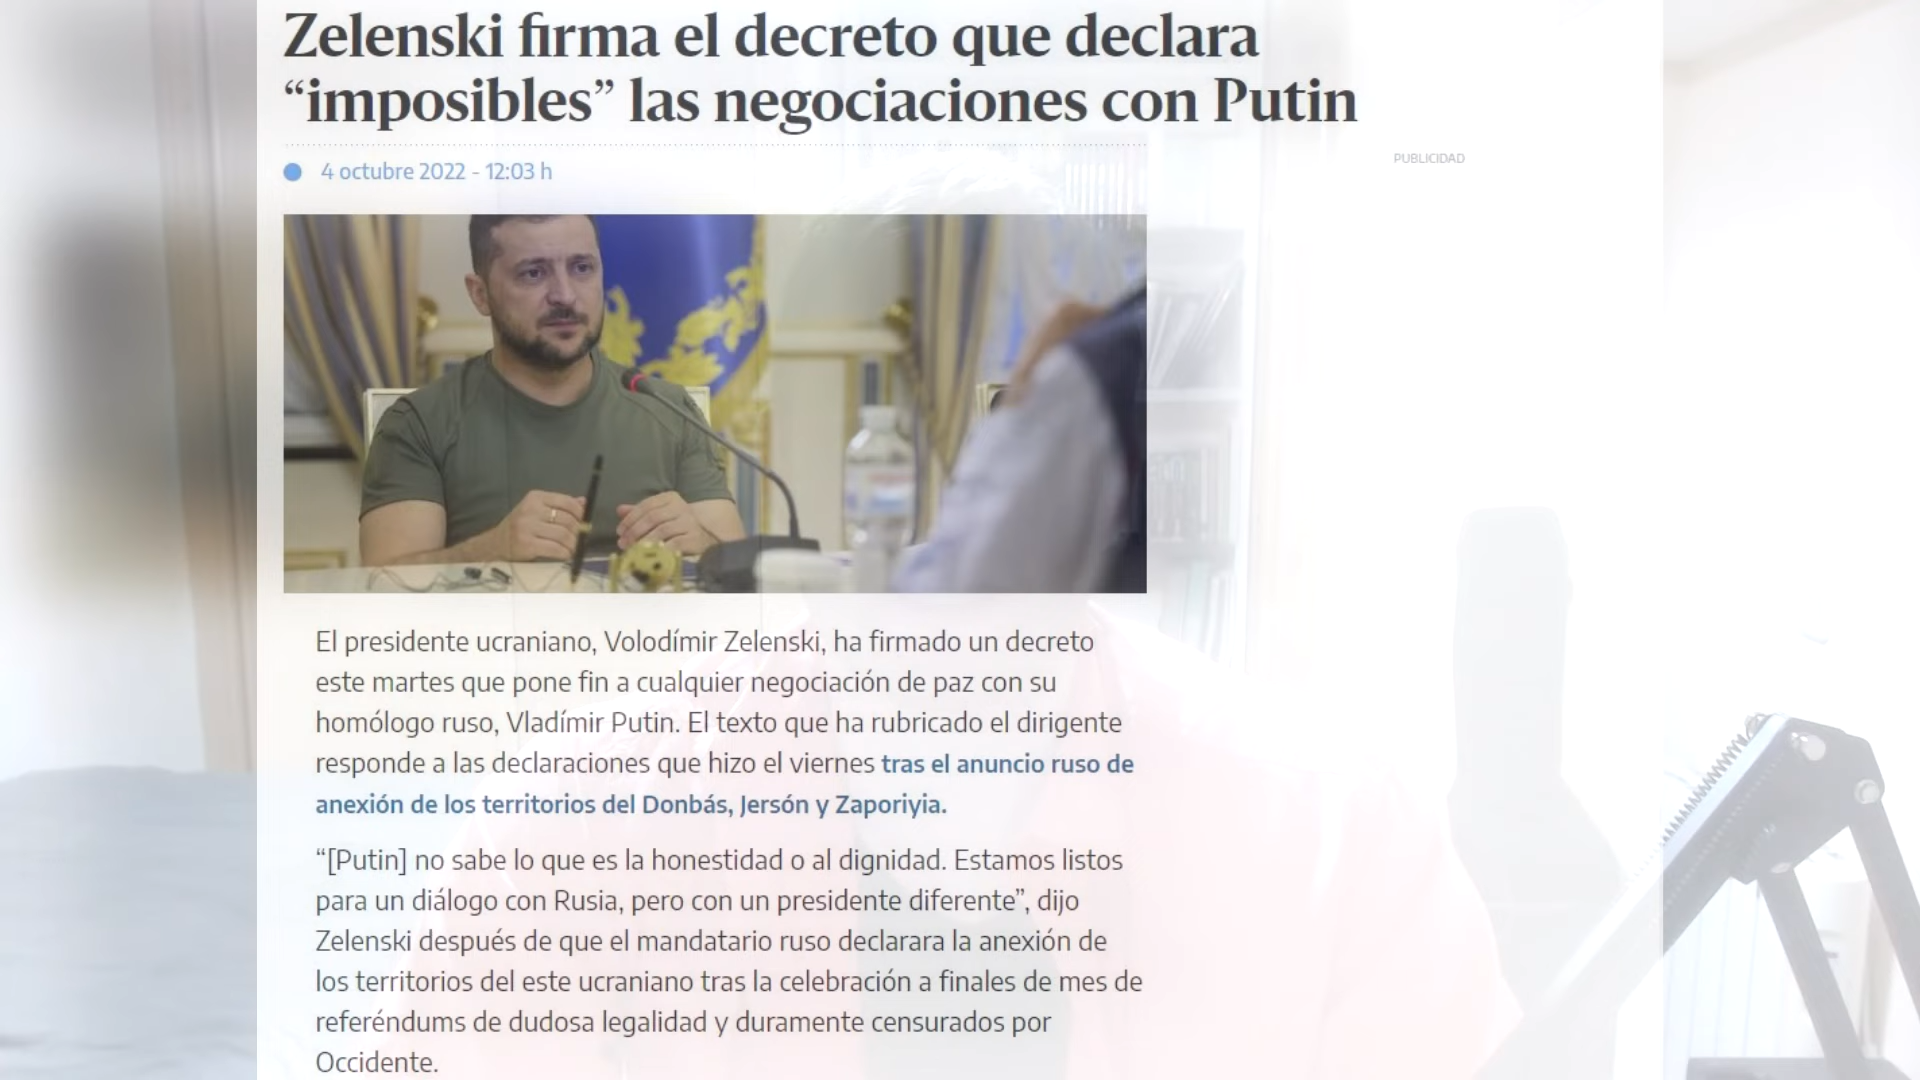 Zelenski firma el decreto que declara
“imposibles” las negociaciones con Putin
4 octubre 2022 - 12:03 h
PUBLICIDAD
El presidente ucraniano, Volodímir Zelenski, ha firmado un decreto
este martes que pone fin a cualquier negociación de paz con su
homólogo ruso, Vladímir Putin. El texto que ha rubricado el dirigente
responde a las declaraciones que hizo el viernes tras el anuncio ruso de
anexión de los territorios del Donbás, Jersón y Zaporiyia.
“[Putin] no sabe lo que es la honestidad o al dignidad. Estamos listos
para un diálogo con Rusia, pero con un presidente diferente”, dijo
Zelenski después de que el mandatario ruso declarara la anexión de
los territorios del este ucraniano tras la celebración a finales de mes de
referéndums de dudosa legalidad y duramente censurados por
Occidente.